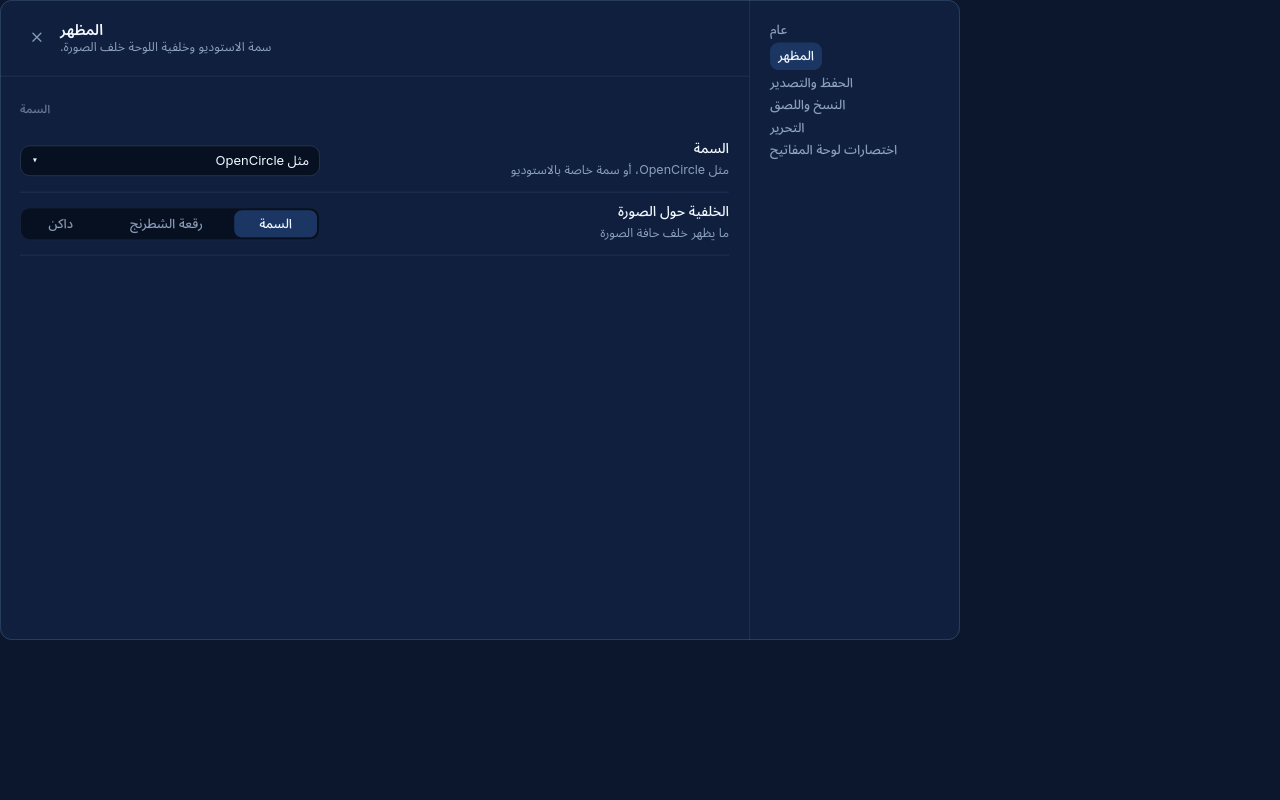 عام
المظهر
الحفظ والتصدير
النسخ واللصق
التحرير
اختصارات لوحة المفاتيح
المظهر
سمة الاستوديو وخلفية اللوحة خلف الصورة.
السمة
السمة
مثل OpenCircle، أو سمة خاصة بالاستوديو
مثل OpenCircle
الخلفية حول الصورة
ما يظهر خلف حافة الصورة
السمة رقعة الشطرنج داكن